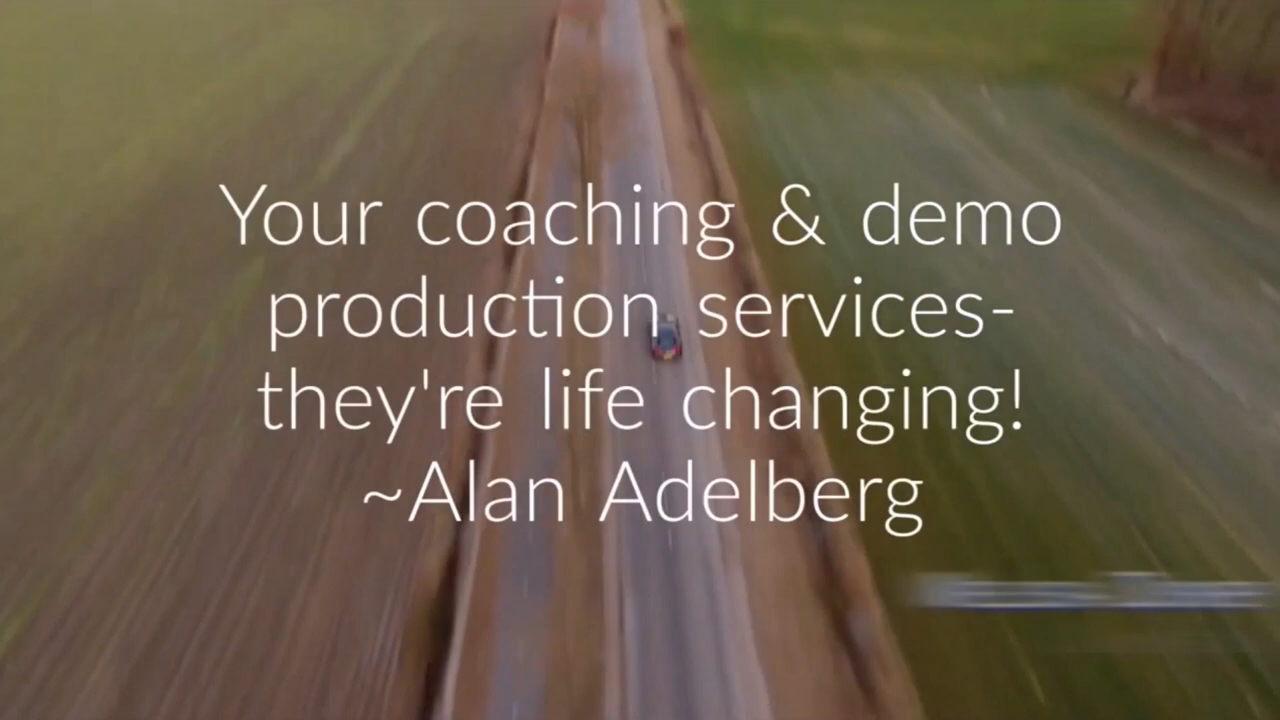 Your coaching & demo
production services-
they're life changing!
~Alan Adelberg